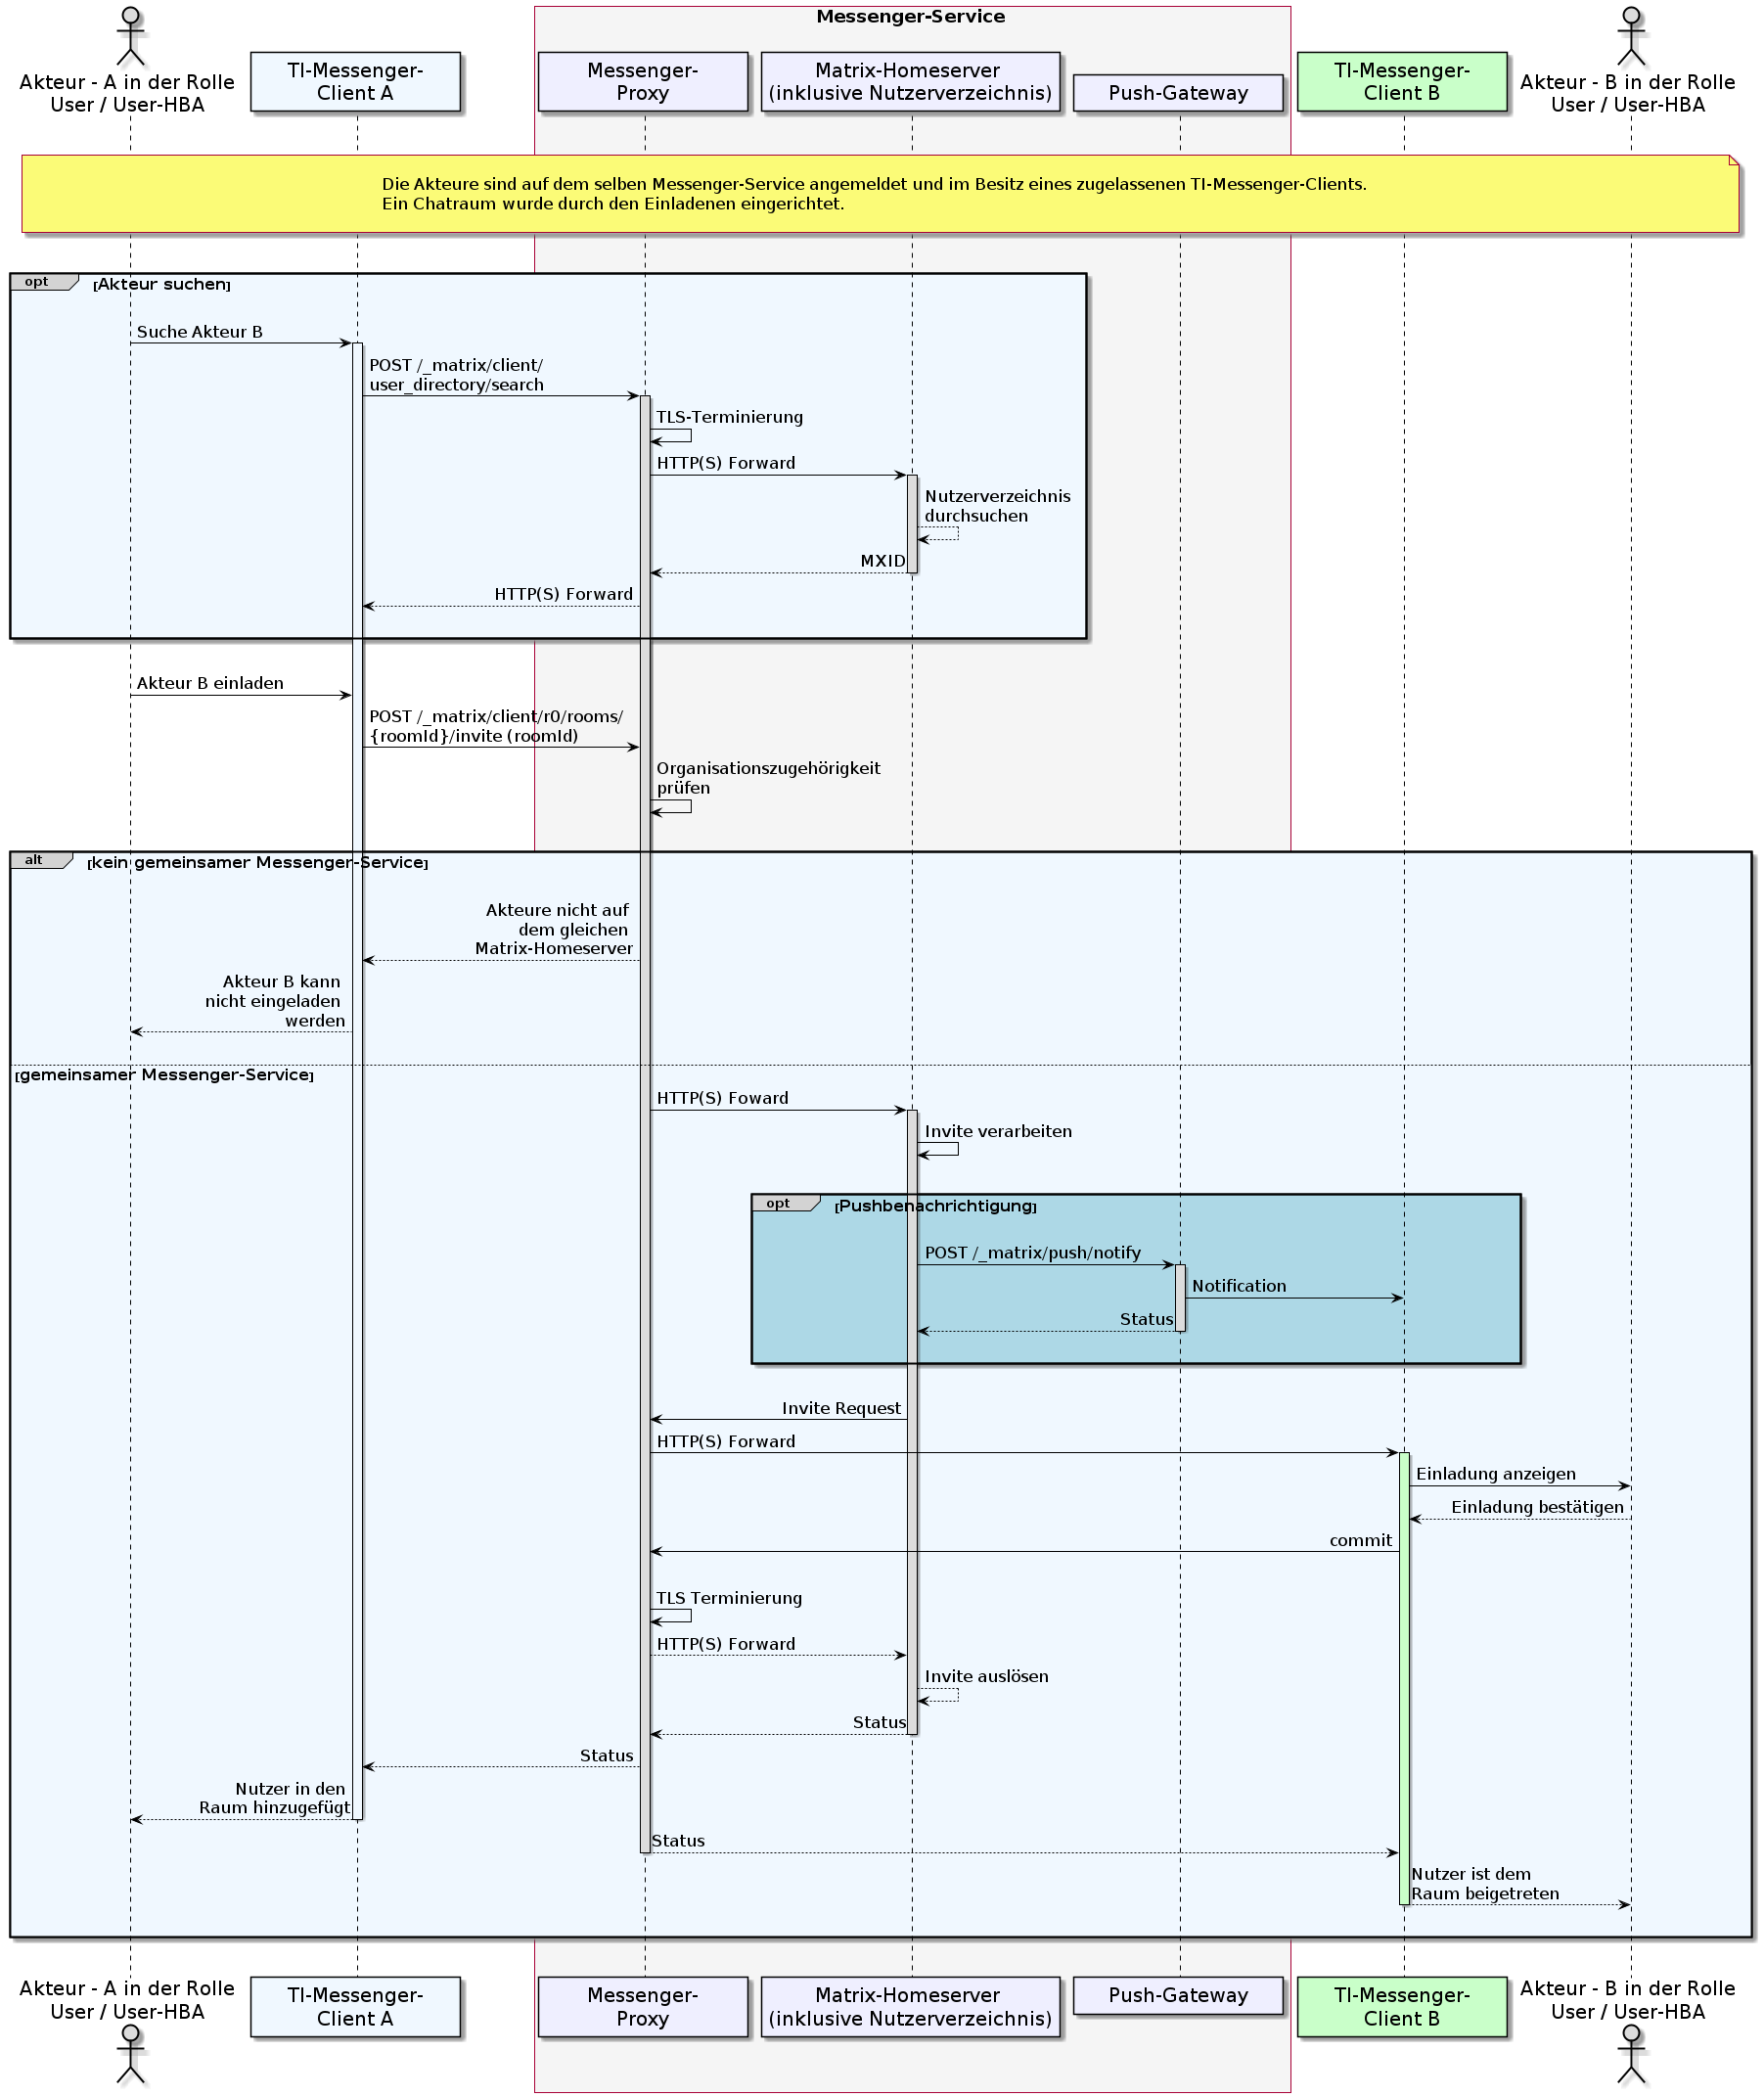 Messenger-Service
Akteur - A in der Rolle
User / User-HBA
TI-Messenger-
Client A
Messenger-
Proxy
Matrix-Homeserver
(inklusive Nutzerverzeichnis)
Push-Gateway
TI-Messenger-
Client B
Akteur - B in der Rolle
User / User-HBA
Die Akteure sind auf dem selben Messenger-Service angemeldet und im Besitz eines zugelassenen TI-Messenger-Clients.
Ein Chatraum wurde durch den Einladenen eingerichtet.
opt [Akteur suchen]
Suche Akteur B
POST /_matrix/client/
user_directory/search
TLS-Terminierung
HTTP(S) Forward
Nutzerverzeichnis
durchsuchen
MXID
HTTP(S) Forward
Akteur B einladen
POST /_matrix/client/r0/rooms/
{roomId}/invite (roomId)
Organisationszugehörigkeit
prüfen
alt [kein gemeinsamer Messenger-Service]
Akteure nicht auf
dem gleichen
Matrix-Homeserver
Akteur B kann
nicht eingeladen
werden
[gemeinsamer Messenger-Service]
HTTP(S) Foward
Invite verarbeiten
opt [Pushbenachrichtigung]
POST /_matrix/push/notify
Notification
Status
Invite Request
HTTP(S) Forward
Einladung anzeigen
Einladung bestätigen
commit
TLS Terminierung
HTTP(S) Forward
Invite auslösen
Status
Status
Nutzer in den
Raum hinzugefügt
Status
Nutzer ist dem
Raum beigetreten
Akteur - A in der Rolle
User / User-HBA
TI-Messenger-
Client A
Messenger-
Proxy
Matrix-Homeserver
(inklusive Nutzerverzeichnis)
Push-Gateway
TI-Messenger-
Client B
Akteur - B in der Rolle
User / User-HBA